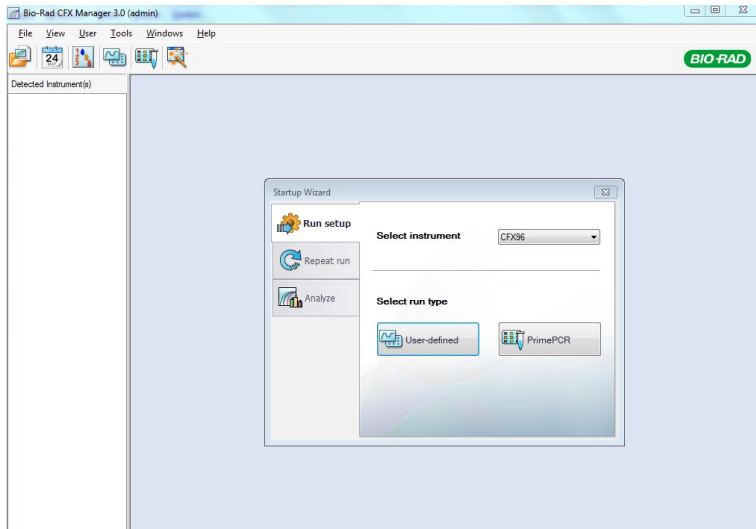 Bio-Rad CFX Manager 3.0 (admin)
File View User Tools Windows Help
24
BIO-RAD
Detected Instrument(s)
Startup Wizard
Run setup
Select instrument
CFX96
Repeat run
Analyze
Select run type
User-defined
PrimePCR